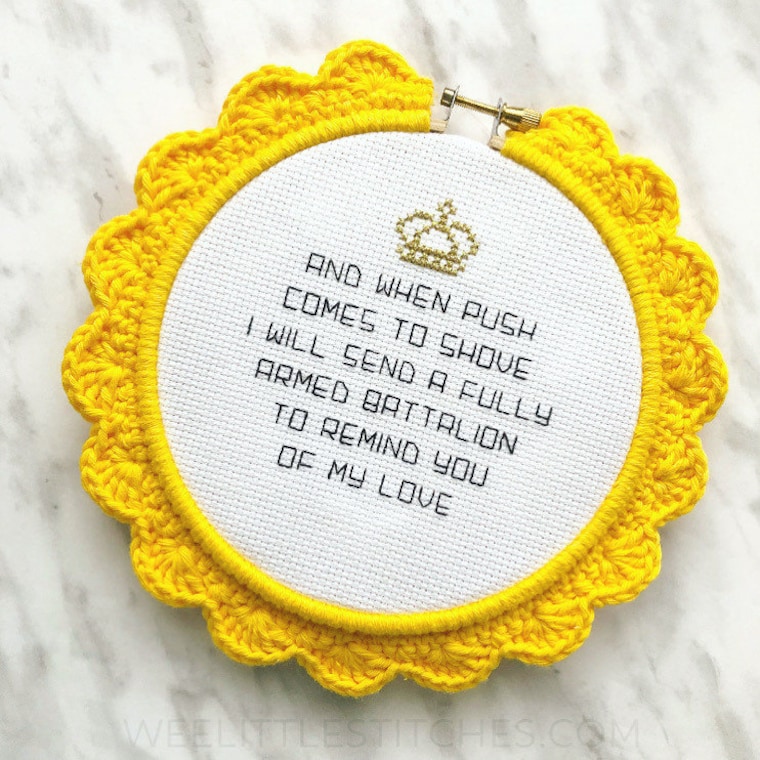 AND WHEN PUSH
COMES TO SHOVE
I WILL SEND A FULLY
ARMED BATTALION
TO REMIND YOU
OF MY LOVE
WEELITTLESTITCHES.COM